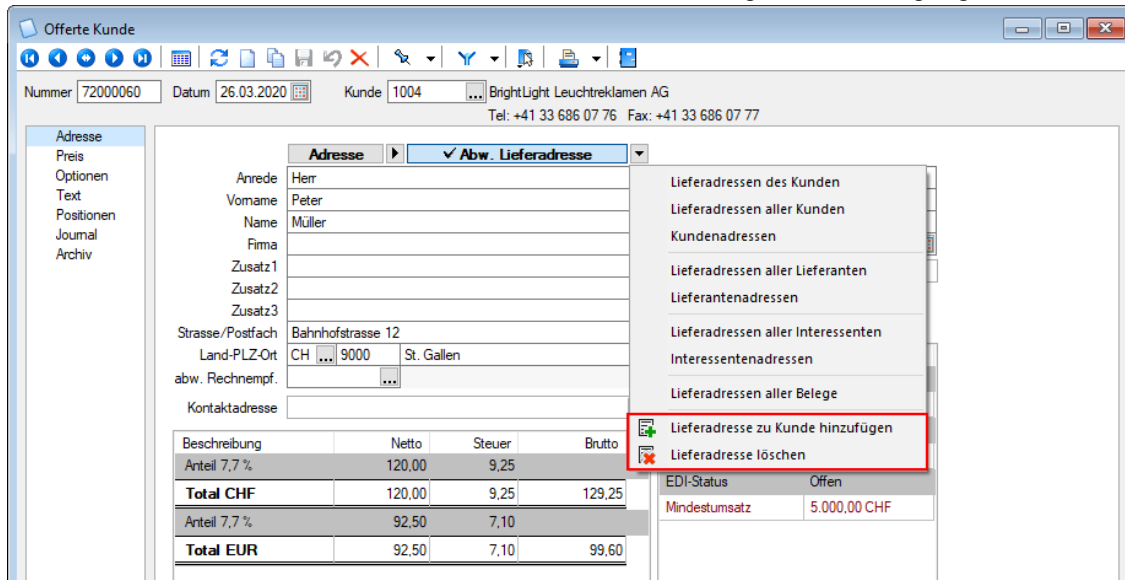 Offerte Kunde
Nummer 72000060 Datum 26.03.2020 Kunde 1004 ... BrightLight Leuchtreklamen AG
Tel: +41 33 686 07 76 Fax: +41 33 686 07 77
Adresse
Preis
Optionen
Text
Positionen
Journal
Archiv
Adresse Abw. Lieferadresse
Anrede Herr
Vorname Peter
Name Müller
Firma
Zusatz1
Zusatz2
Zusatz3
Strasse/Postfach Bahnhofstrasse 12
Land-PLZ-Ort CH ... 9000 St. Gallen
abw. Rechnempf. ...
Kontaktadresse
Lieferadressen des Kunden
Lieferadressen aller Kunden
Kundenadressen
Lieferadressen aller Lieferanten
Lieferantenadressen
Lieferadressen aller Interessenten
Interessentenadressen
Lieferadressen aller Belege
Lieferadresse zu Kunde hinzufügen
Lieferadresse löschen
Beschreibung Netto Steuer Brutto
Anteil 7,7 % 120,00 9,25
Total CHF 120,00 9,25 129,25
Anteil 7,7 % 92,50 7,10
Total EUR 92,50 7,10 99,60
EDI-Status Offen
Mindestumsatz 5.000,00 CHF